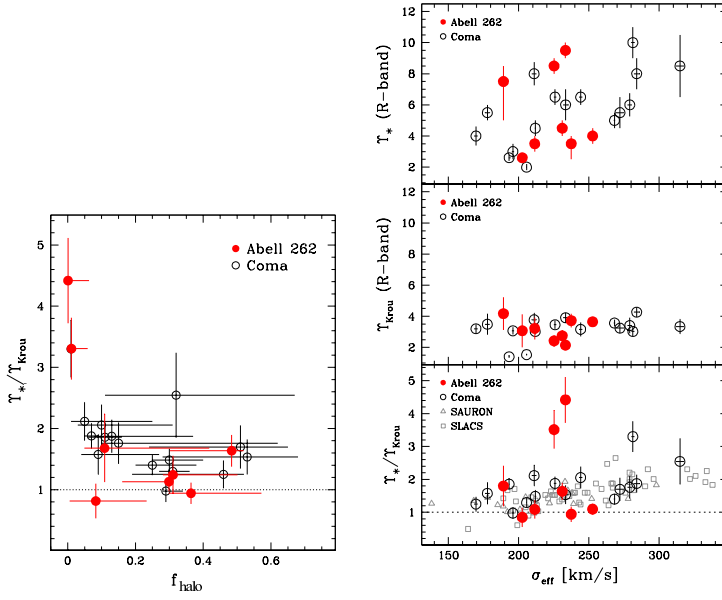 Abell 262
Coma
Υ*/ΥKrou
5
4
3
2
1
0
0.2
0.4
0.6
fhalo
Abell 262
Coma
Υ* (R-band)
12
10
8
6
4
2
Abell 262
Coma
ΥKrou (R-band)
12
10
8
6
4
2
Abell 262
Coma
SAURON
SLACS
Υ*/ΥKrou
5
4
3
2
1
150
200
250
300
σeff [km/s]